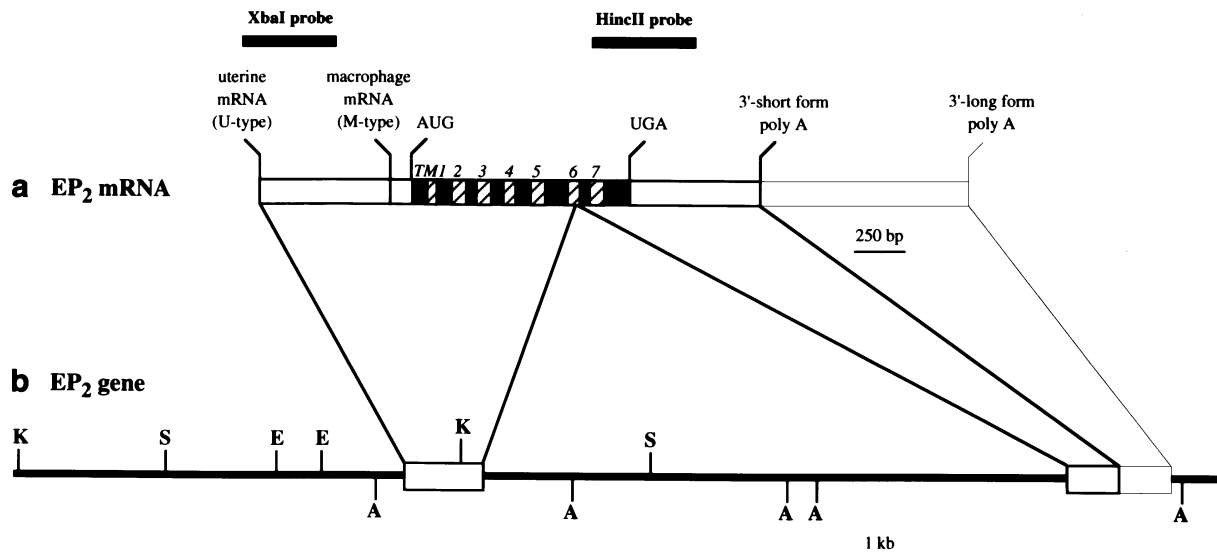 XbaI probe
HincII probe
uterine
mRNA
(U-type)
macrophage
mRNA
(M-type)
AUG
UGA
3'-short form
poly A
3'-long form
poly A
TM1 2 3 4 5 6 7
a EP2 mRNA
250 bp
b EP2 gene
K S E E K S
A A A A A
1 kb